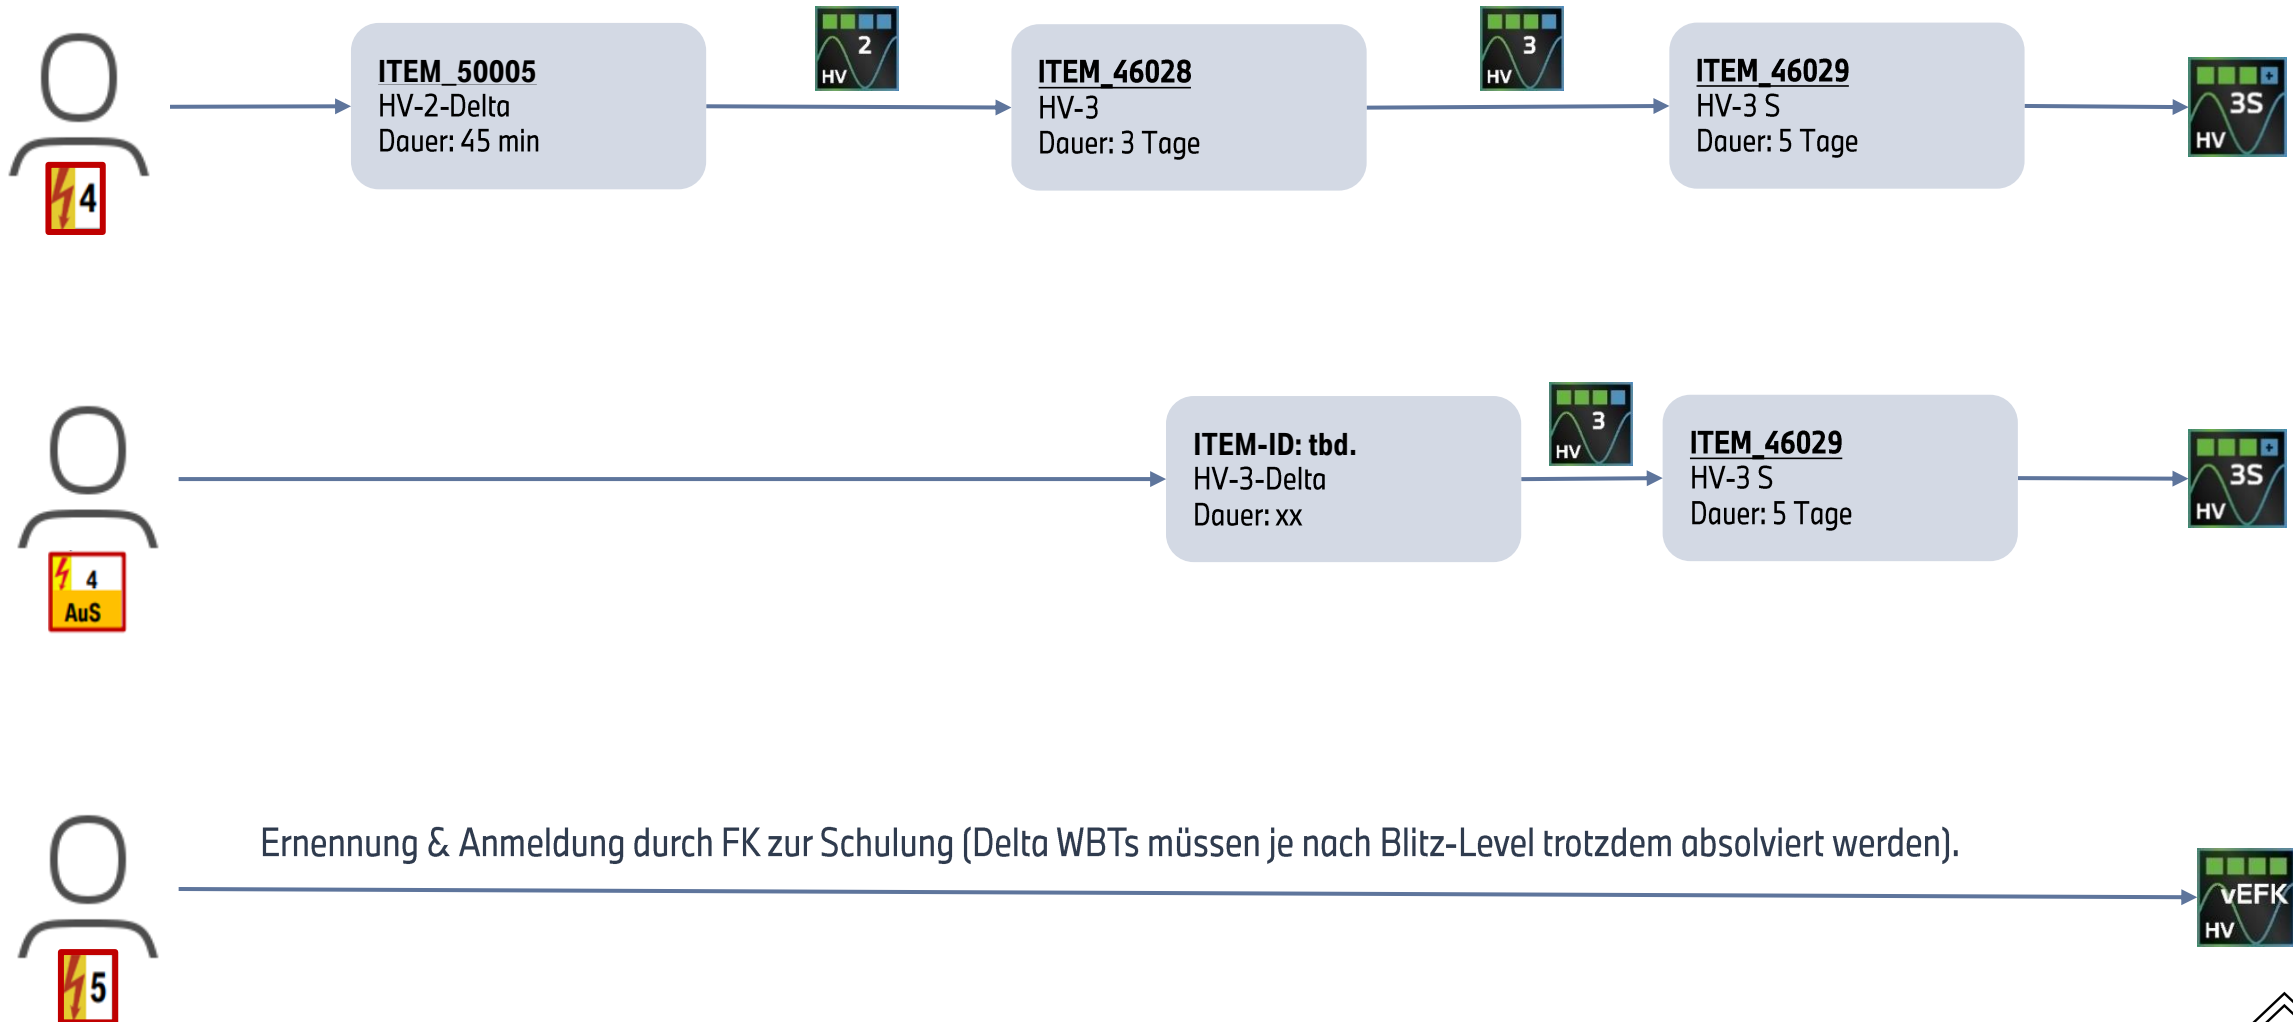 2
HV
3
HV
ITEM_50005
HV-2-Delta
Dauer: 45 min
ITEM_46028
HV-3
Dauer: 3 Tage
ITEM_46029
HV-3 S
Dauer: 5 Tage
3S
HV
4
3
HV
ITEM-ID: tbd.
HV-3-Delta
Dauer: xx
ITEM_46029
HV-3 S
Dauer: 5 Tage
3S
HV
4
AuS
Ernennung & Anmeldung durch FK zur Schulung (Delta WBTs müssen je nach Blitz-Level trotzdem absolviert werden).
vEFK
HV
5